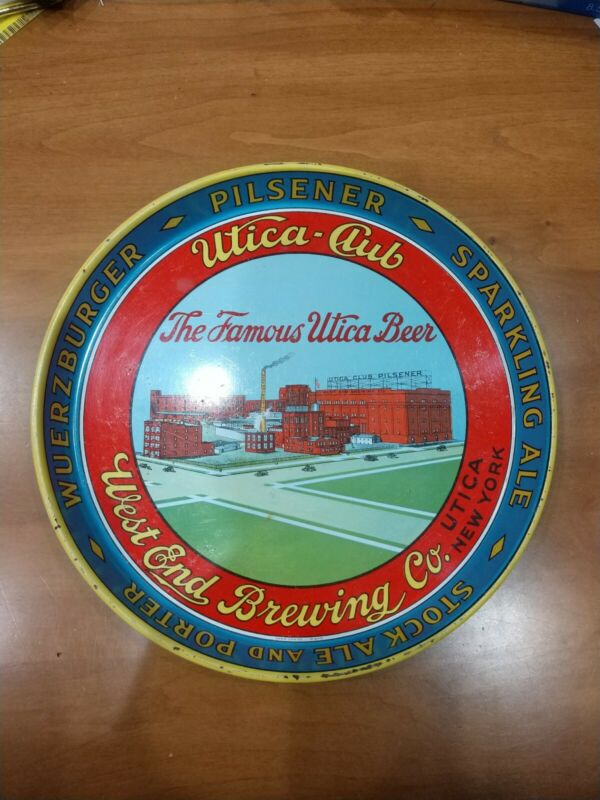 WUERZBURGER
PILSENER
SPARKLING ALE
STOCK ALE AND PORTER
Utica-Club
The Famous Utica Beer
UTICA CLUB PILSENER
West End Brewing Co.
UTICA
NEW YORK